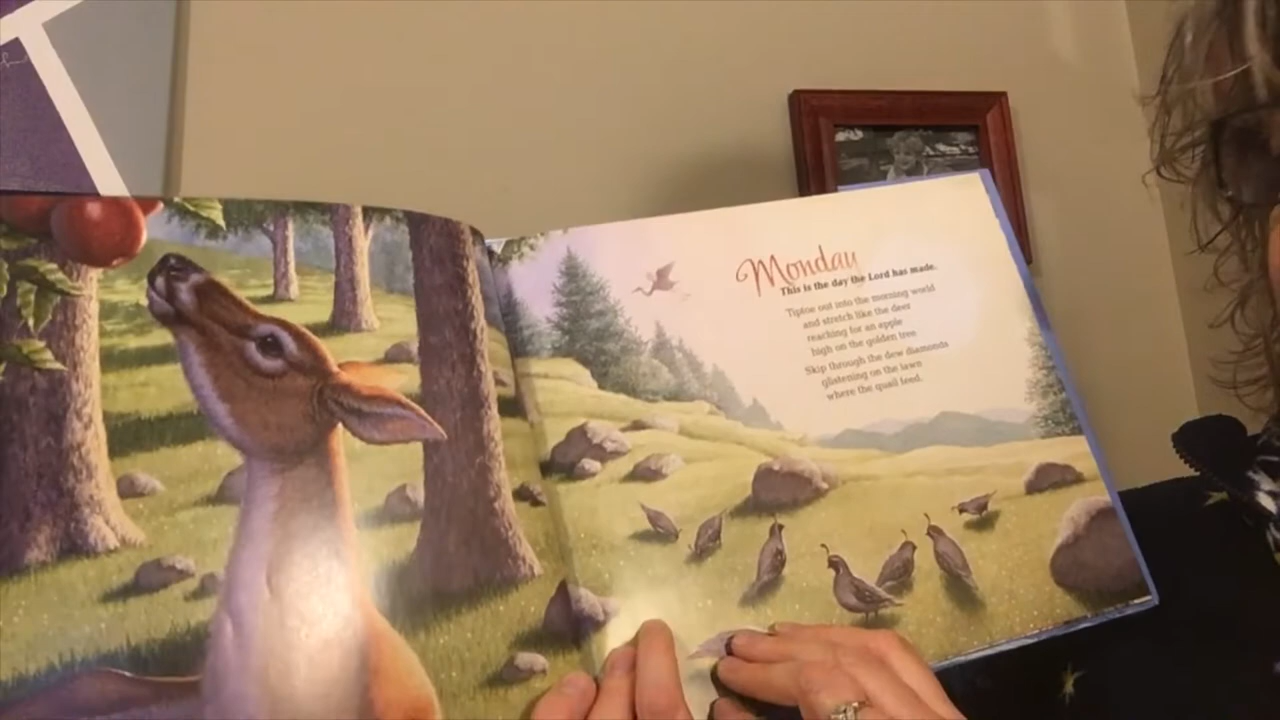 Monday
This is the day the Lord has made.
Tiptoe out into the morning world
and stretch like the deer
reaching for an apple
high on the golden tree
Skip through the dew diamonds
glistening on the lawn
where the quail feed.